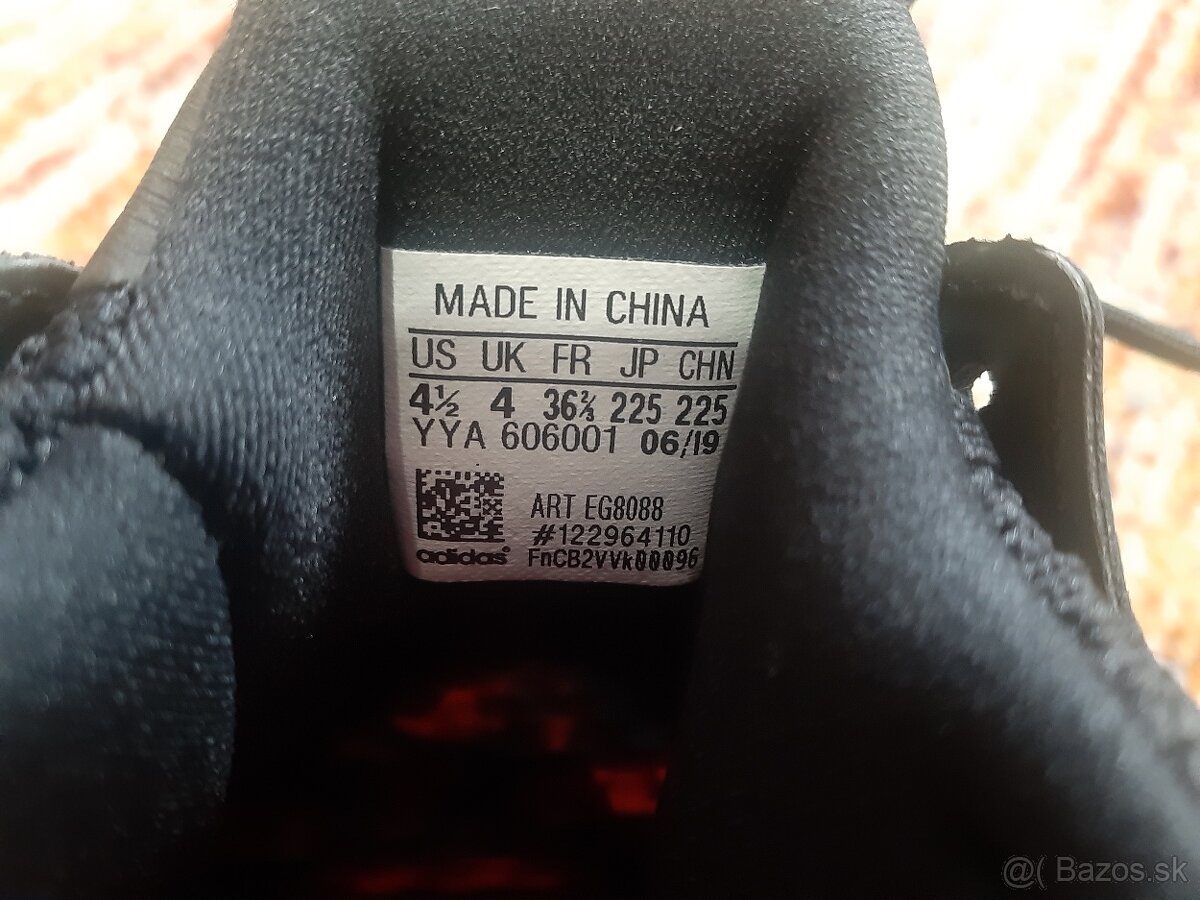 MADE IN CHINA
US UK FR JP CHN
4½ 4 36⅔ 225 225
YYA 606001 06/19
ART EG8088
#122964110
adidas® FnCB2VVk00096
@( Bazos.sk